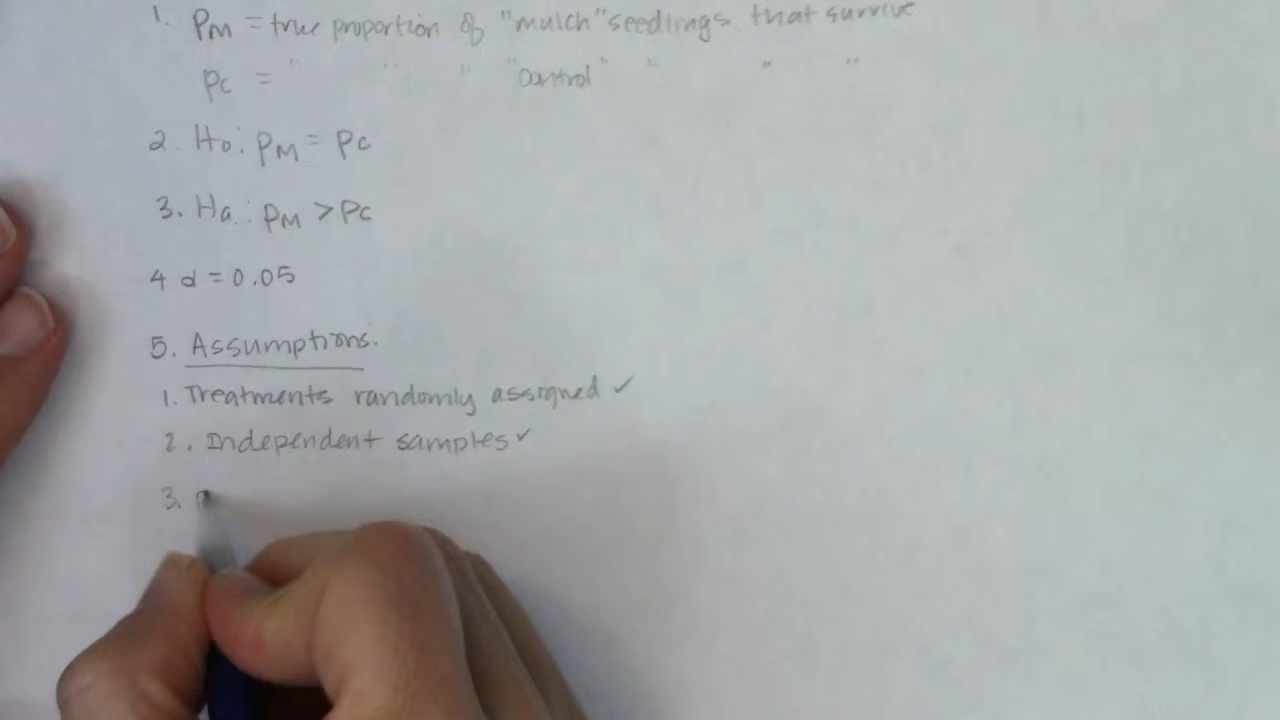 1. PM = true proportion of "mulch" seedlings that survive
pc = " " " "control" " " "
2. Ho: PM = pc
3. Ha: PM > Pc
4 α = 0.05
5. Assumptions.
1. Treatments randomly assigned ✓
2. Independent samples ✓
3. n